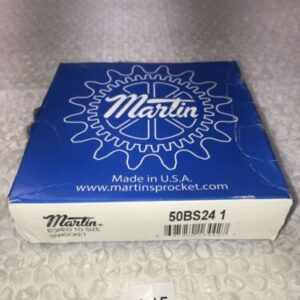 Martin
Made in U.S.A.
www.martinsprocket.com
Martin
BORED TO SIZE
SPROCKET
50BS24 1